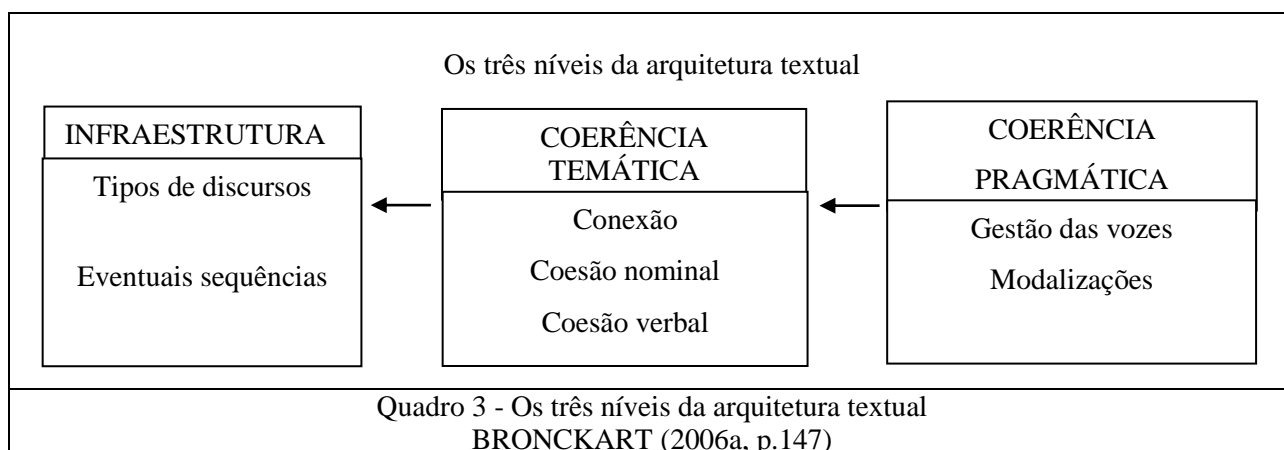 Os três níveis da arquitetura textual
INFRAESTRUTURA
Tipos de discursos
Eventuais sequências
COERÊNCIA
TEMÁTICA
Conexão
Coesão nominal
Coesão verbal
COERÊNCIA
PRAGMÁTICA
Gestão das vozes
Modalizações
Quadro 3 - Os três níveis da arquitetura textual
BRONCKART (2006a, p.147)